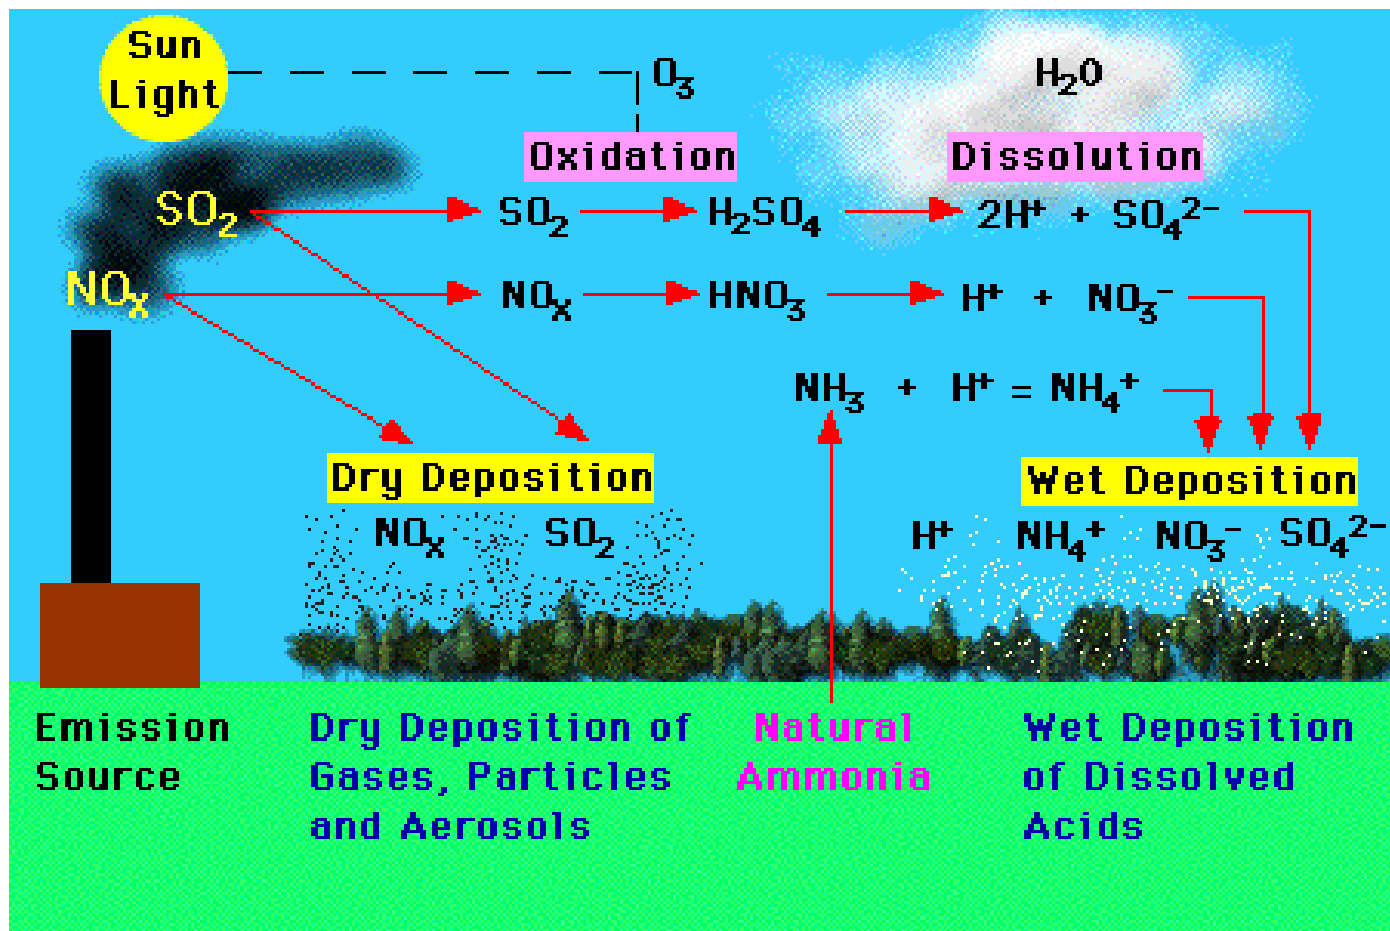 Sun
Light
O₃
H₂O
Oxidation
Dissolution
SO₂
SO₂
H₂SO₄
2H⁺ + SO₄²⁻
NOₓ
NOₓ
HNO₃
H⁺ + NO₃⁻
NH₃ + H⁺ = NH₄⁺
Dry Deposition
Wet Deposition
NOₓ SO₂
H⁺ NH₄⁺ NO₃⁻ SO₄²⁻
Emission
Source
Dry Deposition of
Gases, Particles
and Aerosols
Natural
Ammonia
Wet Deposition
of Dissolved
Acids